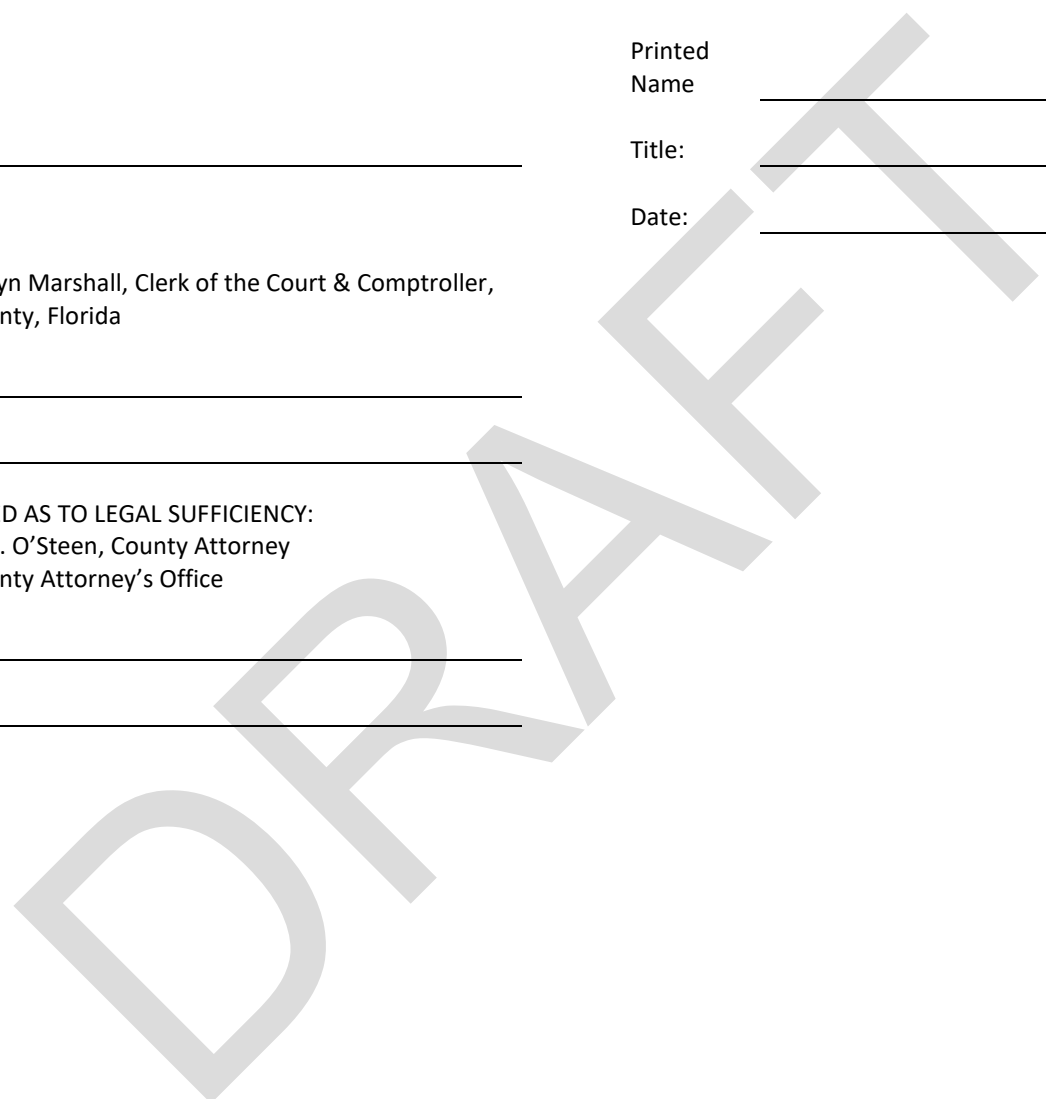 Printed
Name
Title:
Date:
yn Marshall, Clerk of the Court & Comptroller,
nty, Florida
D AS TO LEGAL SUFFICIENCY:
. O’Steen, County Attorney
nty Attorney’s Office
DRAFT